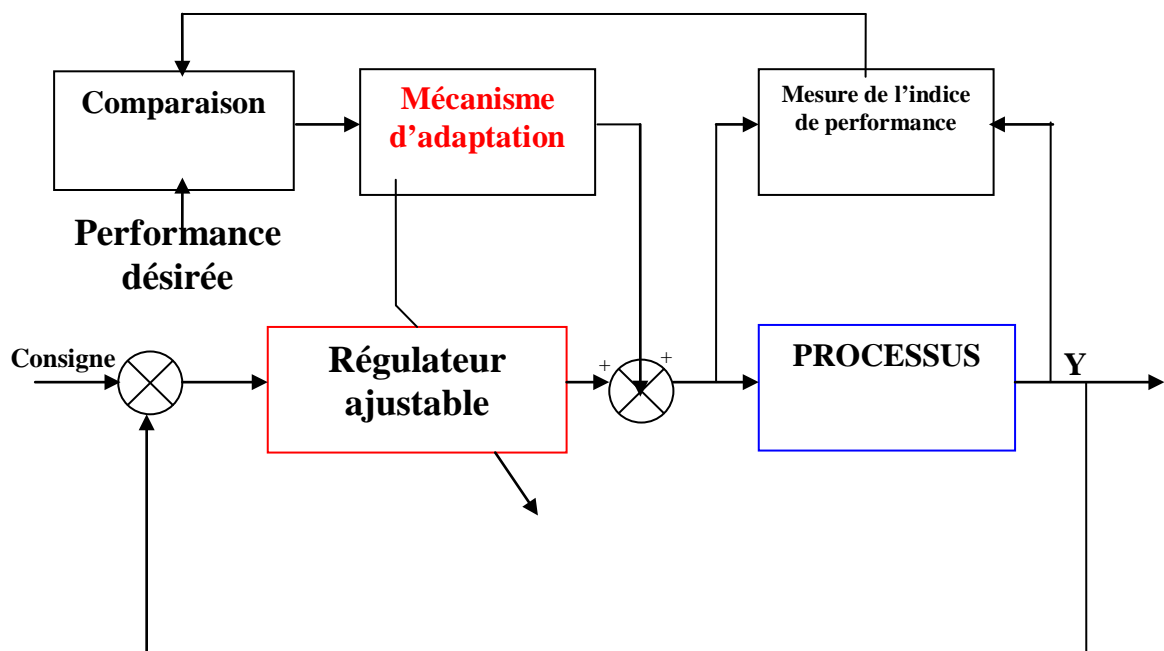 Comparaison
Mécanisme
d’adaptation
Mesure de l’indice
de performance
Performance
désirée
Consigne
Régulateur
ajustable
+
+
PROCESSUS
Y